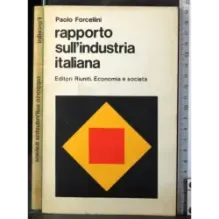 Paolo Forcellini
rapporto
sull'industria
italiana
Editori Riuniti. Economia e società